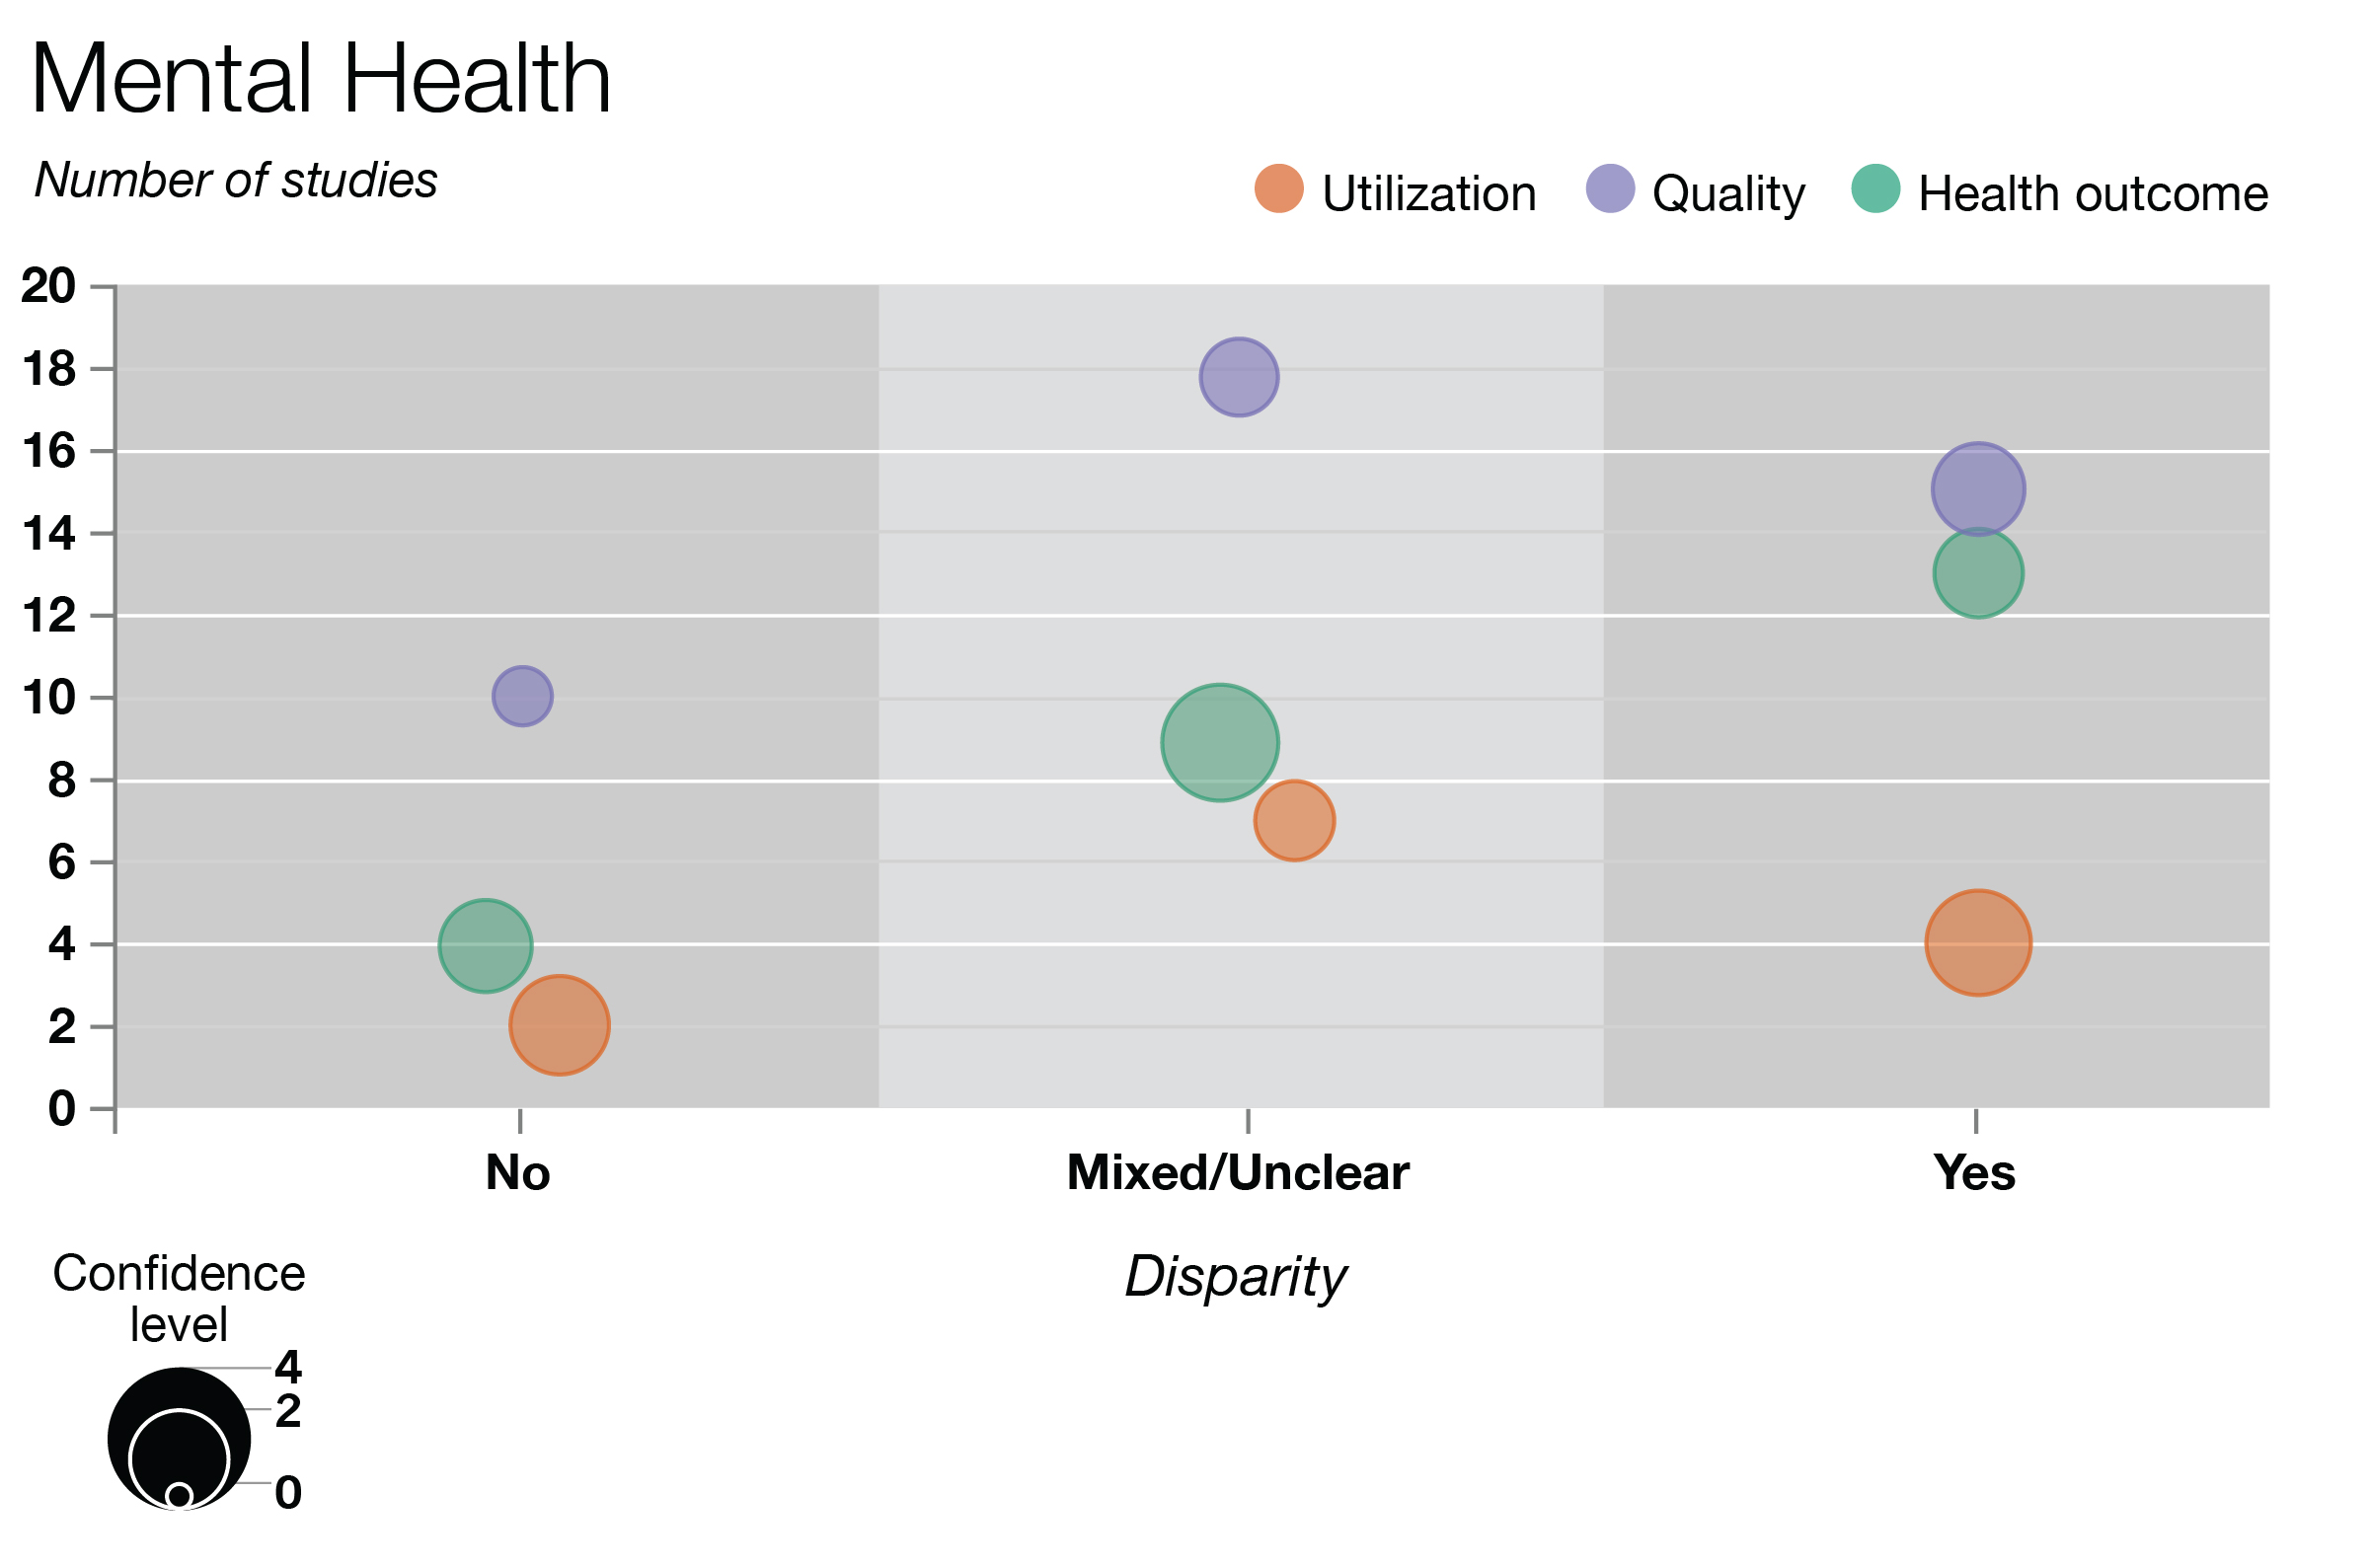 Mental Health
Number of studies
Utilization Quality Health outcome
20
18
16
14
12
10
8
6
4
2
0
No Mixed/Unclear Yes
Disparity
Confidence
level
4
2
0